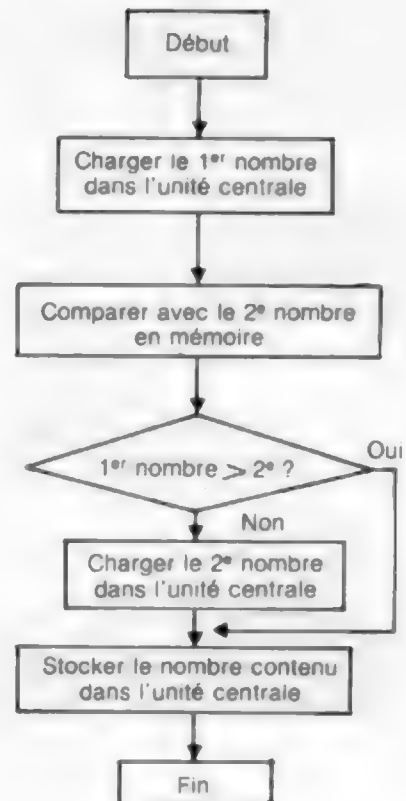 Début
Charger le 1er nombre
dans l'unité centrale
Comparer avec le 2e nombre
en mémoire
1er nombre > 2e ?
Oui
Non
Charger le 2e nombre
dans l'unité centrale
Stocker le nombre contenu
dans l'unité centrale
Fin